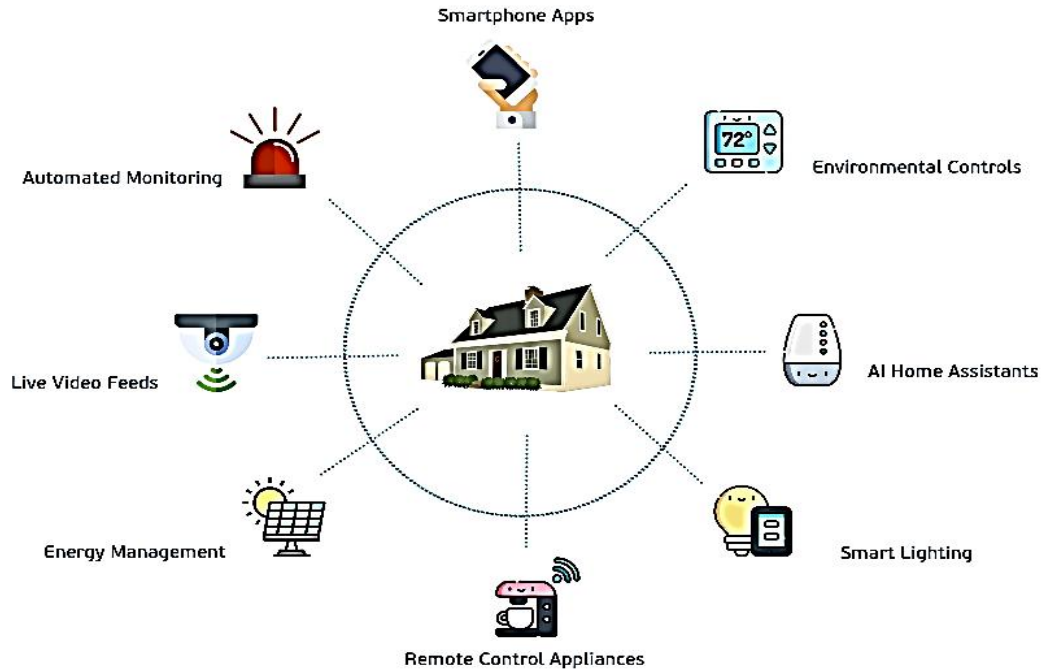 Smartphone Apps
72°
Automated Monitoring
Environmental Controls
Live Video Feeds
AI Home Assistants
Energy Management
Smart Lighting
Remote Control Appliances